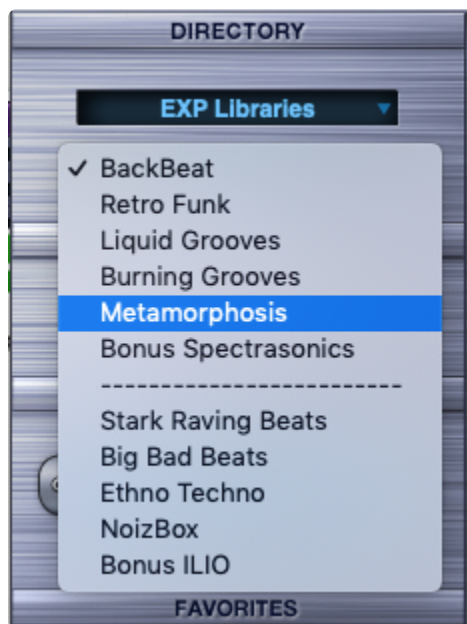 DIRECTORY
EXP Libraries
BackBeat
Retro Funk
Liquid Grooves
Burning Grooves
Metamorphosis
Bonus Spectrasonics
-------------------------
Stark Raving Beats
Big Bad Beats
Ethno Techno
NoizBox
Bonus ILIO
FAVORITES